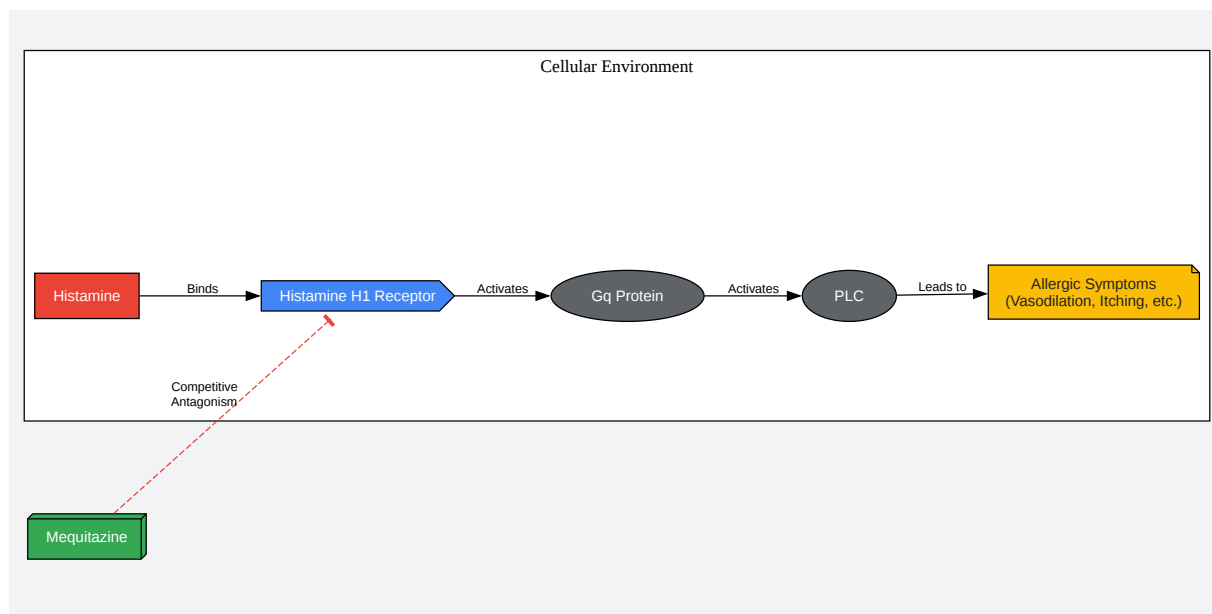 Cellular Environment
Histamine
Binds
Histamine H1 Receptor
Activates
Gq Protein
Activates
PLC
Leads to
Allergic Symptoms
(Vasodilation, Itching, etc.)
Competitive
Antagonism
Mequitazine